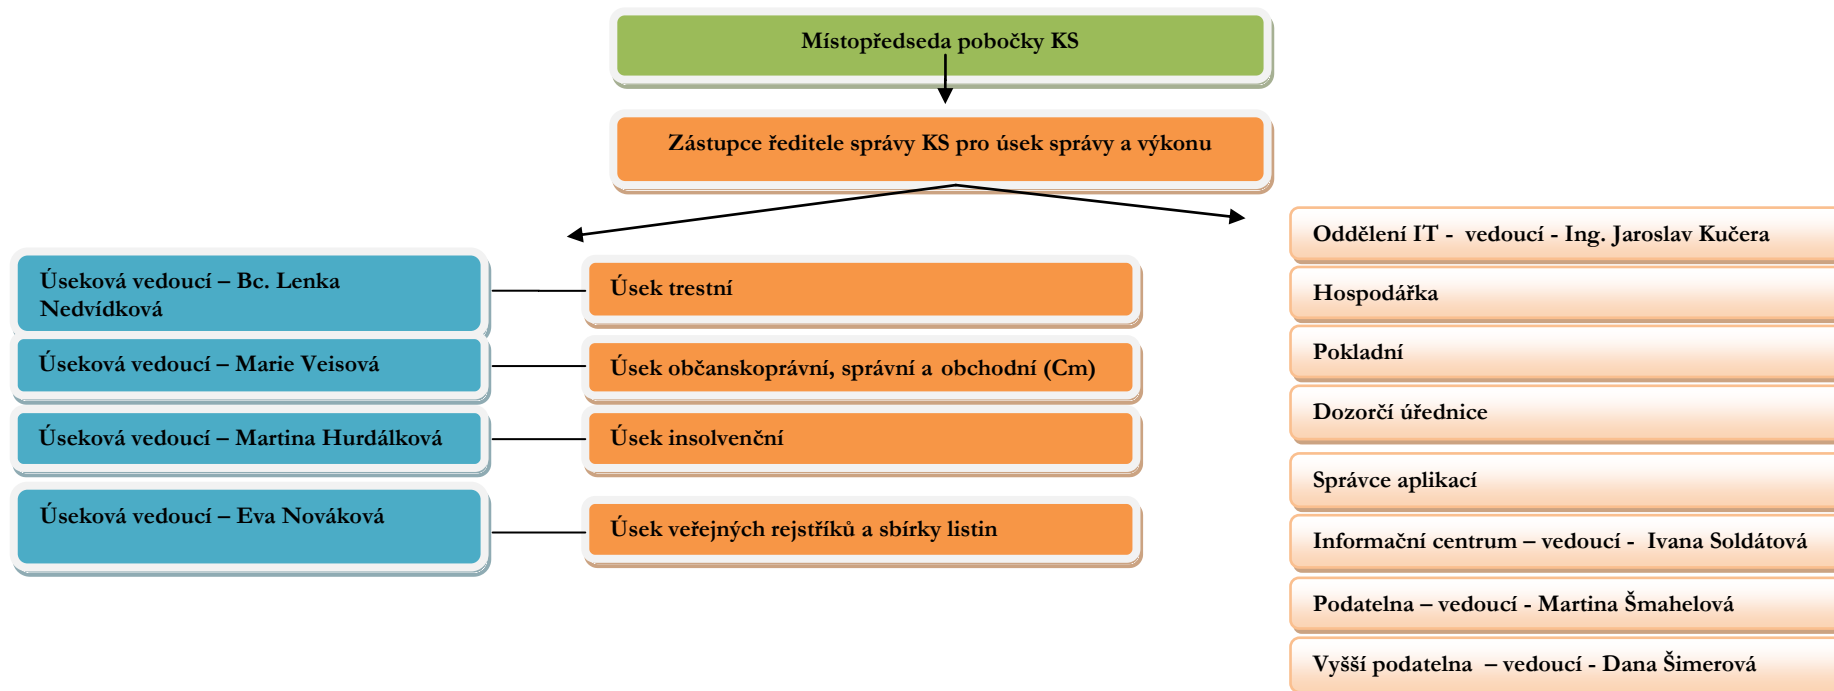 Místopředseda pobočky KS
Zástupce ředitele správy KS pro úsek správy a výkonu
Úseková vedoucí – Bc. Lenka
Nedvídková
Úsek trestní
Úseková vedoucí – Marie Veisová
Úsek občanskoprávní, správní a obchodní (Cm)
Úseková vedoucí – Martina Hurdálková
Úsek insolvenční
Úseková vedoucí – Eva Nováková
Úsek veřejných rejstříků a sbírky listin
Oddělení IT - vedoucí - Ing. Jaroslav Kučera
Hospodářka
Pokladní
Dozorčí úřednice
Správce aplikací
Informační centrum – vedoucí - Ivana Soldátová
Podatelna – vedoucí - Martina Šmahelová
Vyšší podatelna – vedoucí - Dana Šimerová